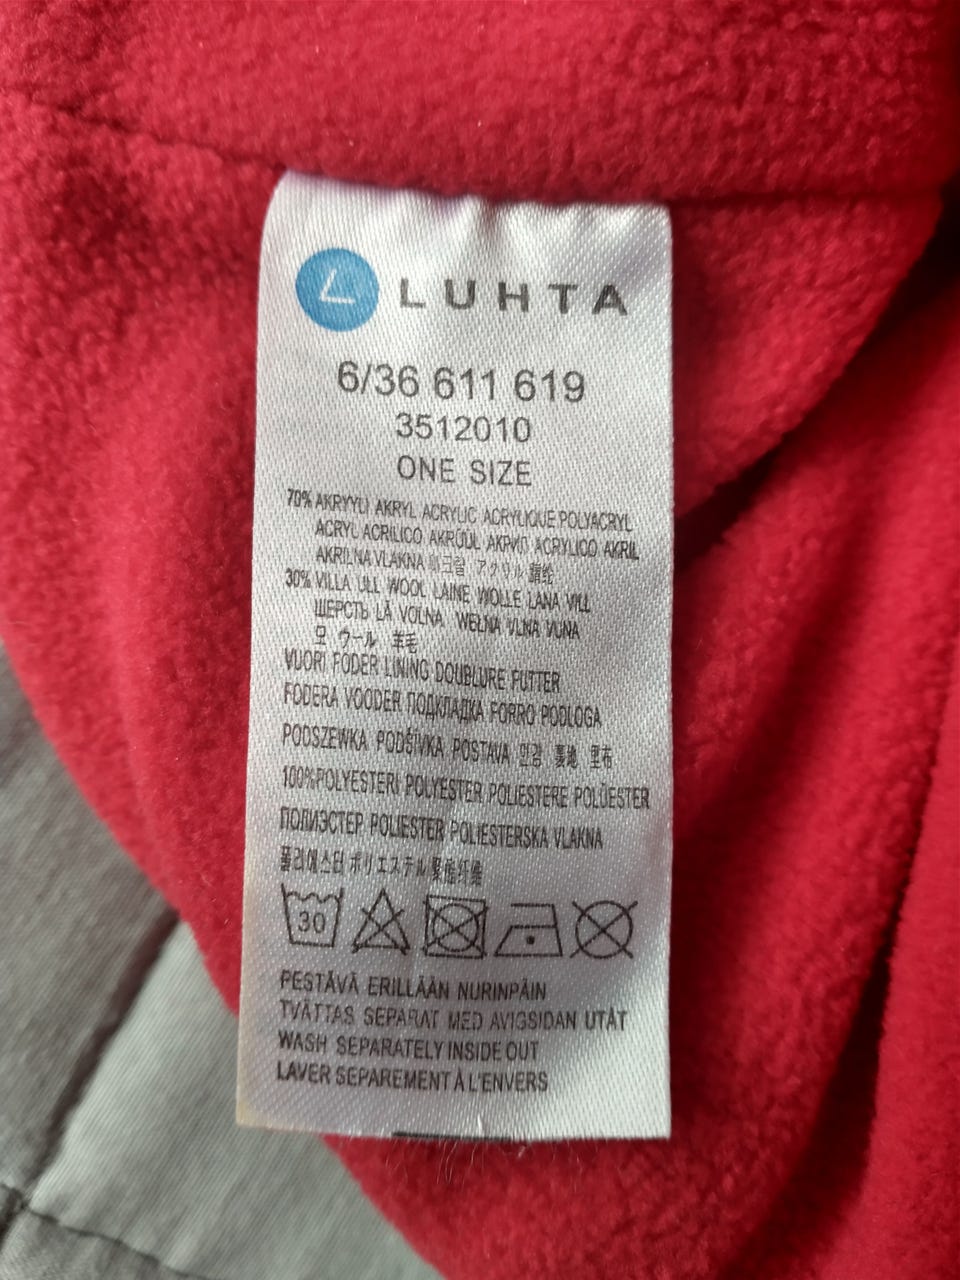 L LUHTA
6/36 611 619
3512010
ONE SIZE
70% AKRYYLI AKRYL ACRYLIC ACRYLIQUE POLYACRYL
ACRYL ACRILICO AKRÜÜL АКРИЛ ACRYLICO AKRIL
AKRILNA VLAKNA 아크릴 アクリル 腈纶
30% VILLA ULL WOOL LAINE WOLLE LANA VILL
ШЕРСТЬ LÃ VOLNA WEŁNA VLNA VUNA
모 ウール 羊毛
VUORI FODER LINING DOUBLURE FUTTER
FODERA VOODER ПОДКЛАДКА FORRO PODLOGA
PODSZEWKA PODŠÍVKA POSTAVA 안감 裏地 里布
100%POLYESTERI POLYESTER POLIESTERE POLÜESTER
ПОЛИЭСТЕР POLIESTER POLIESTERSKA VLAKNA
폴리에스터 ポリエステル 聚酯纤维
30
PESTÄVÄ ERILLÄÄN NURINPÄIN
TVÄTTAS SEPARAT MED AVIGSIDAN UTÅT
WASH SEPARATELY INSIDE OUT
LAVER SEPAREMENT À L'ENVERS